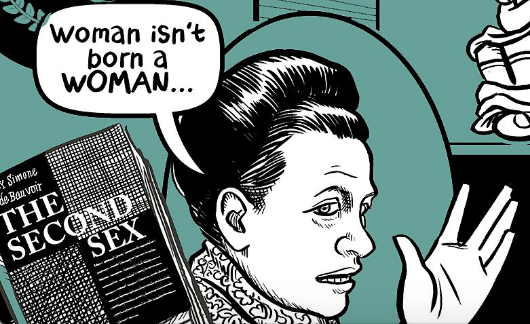 Woman isn't
born a
WOMAN...
Simone
de Beauvoir
THE
SECOND
SEX